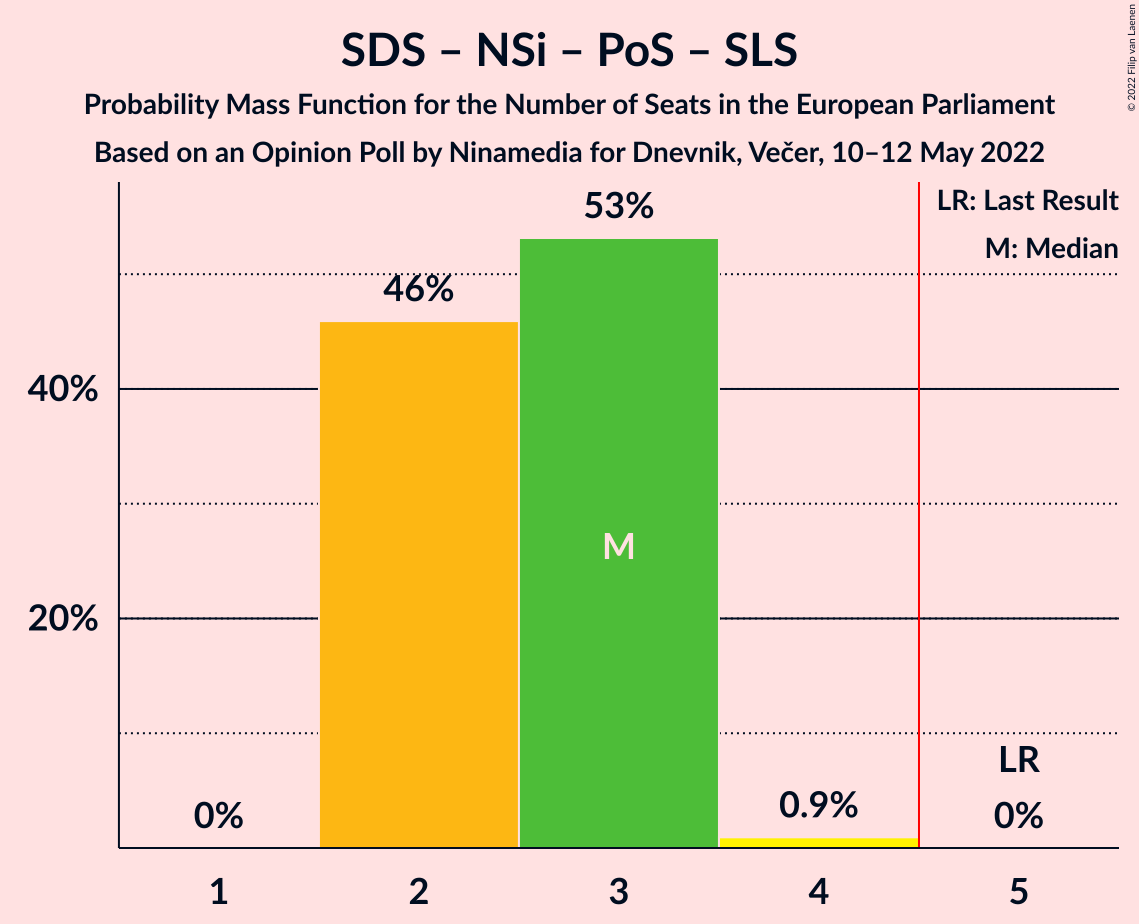 SDS – NSi – PoS – SLS
Probability Mass Function for the Number of Seats in the European Parliament
Based on an Opinion Poll by Ninamedia for Dnevnik, Večer, 10–12 May 2022
© 2022 Filip van Laenen
LR: Last Result
M: Median
53%
46%
40%
M
20%
LR
0%
0.9%
0%
1 2 3 4 5